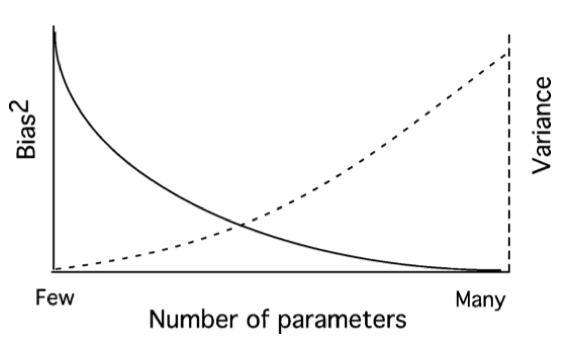 Bias²
Variance
Few
Many
Number of parameters